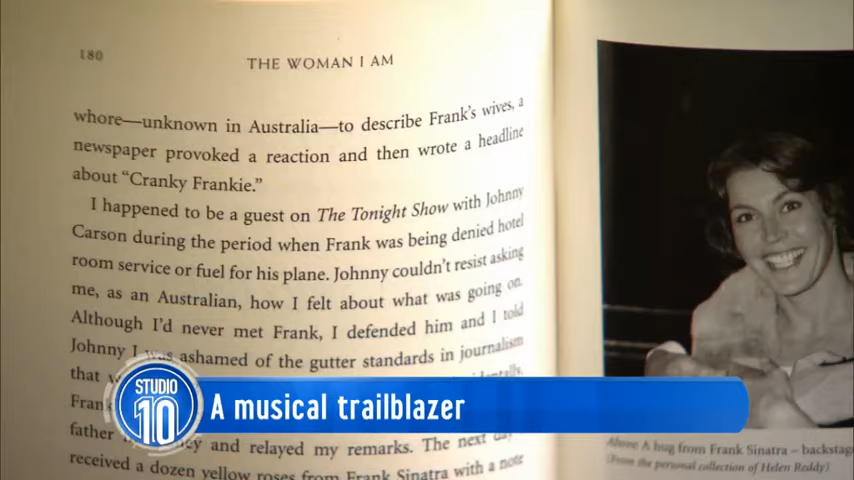 180
THE WOMAN I AM
whore—unknown in Australia—to describe Frank's wives, a
newspaper provoked a reaction and then wrote a headline
about “Cranky Frankie.”
I happened to be a guest on The Tonight Show with Johnny
Carson during the period when Frank was being denied hotel
room service or fuel for his plane. Johnny couldn't resist asking
me, as an Australian, how I felt about what was going on.
Although I'd never met Frank, I defended him and I told
Johnny I was ashamed of the gutter standards in journalism
that
Frank
father and relayed my remarks. The next
received a dozen yellow roses from Frank Sinatra with a note
Above: A hug from Frank Sinatra – backstage
(From the personal collection of Helen Reddy)
STUDIO
10
A musical trailblazer